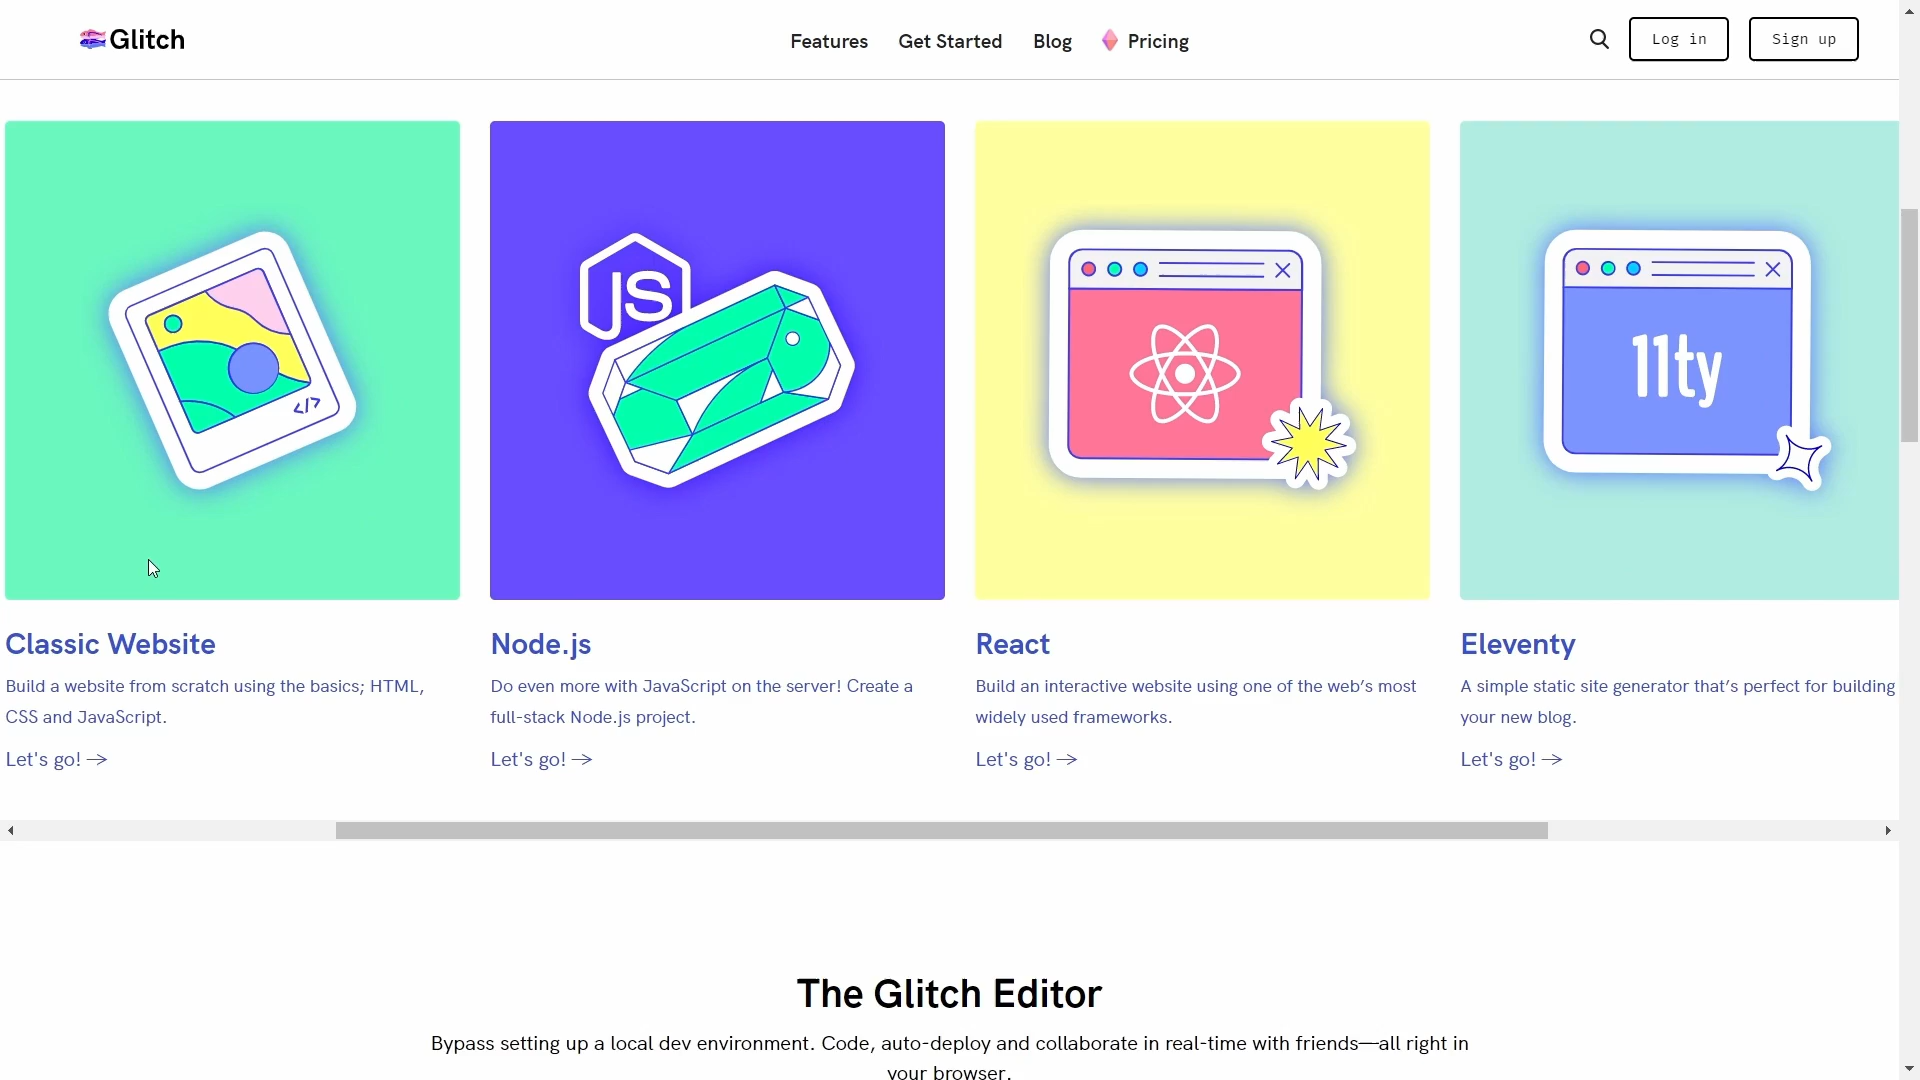 Glitch
Features
Get Started
Blog
Pricing
Log in
Sign up
JS
</>
11ty
Classic Website
Build a website from scratch using the basics; HTML,
CSS and JavaScript.
Let's go! →
Node.js
Do even more with JavaScript on the server! Create a
full-stack Node.js project.
Let's go! →
React
Build an interactive website using one of the web’s most
widely used frameworks.
Let's go! →
Eleventy
A simple static site generator that’s perfect for building
your new blog.
Let's go! →
The Glitch Editor
Bypass setting up a local dev environment. Code, auto-deploy and collaborate in real-time with friends—all right in
your browser.